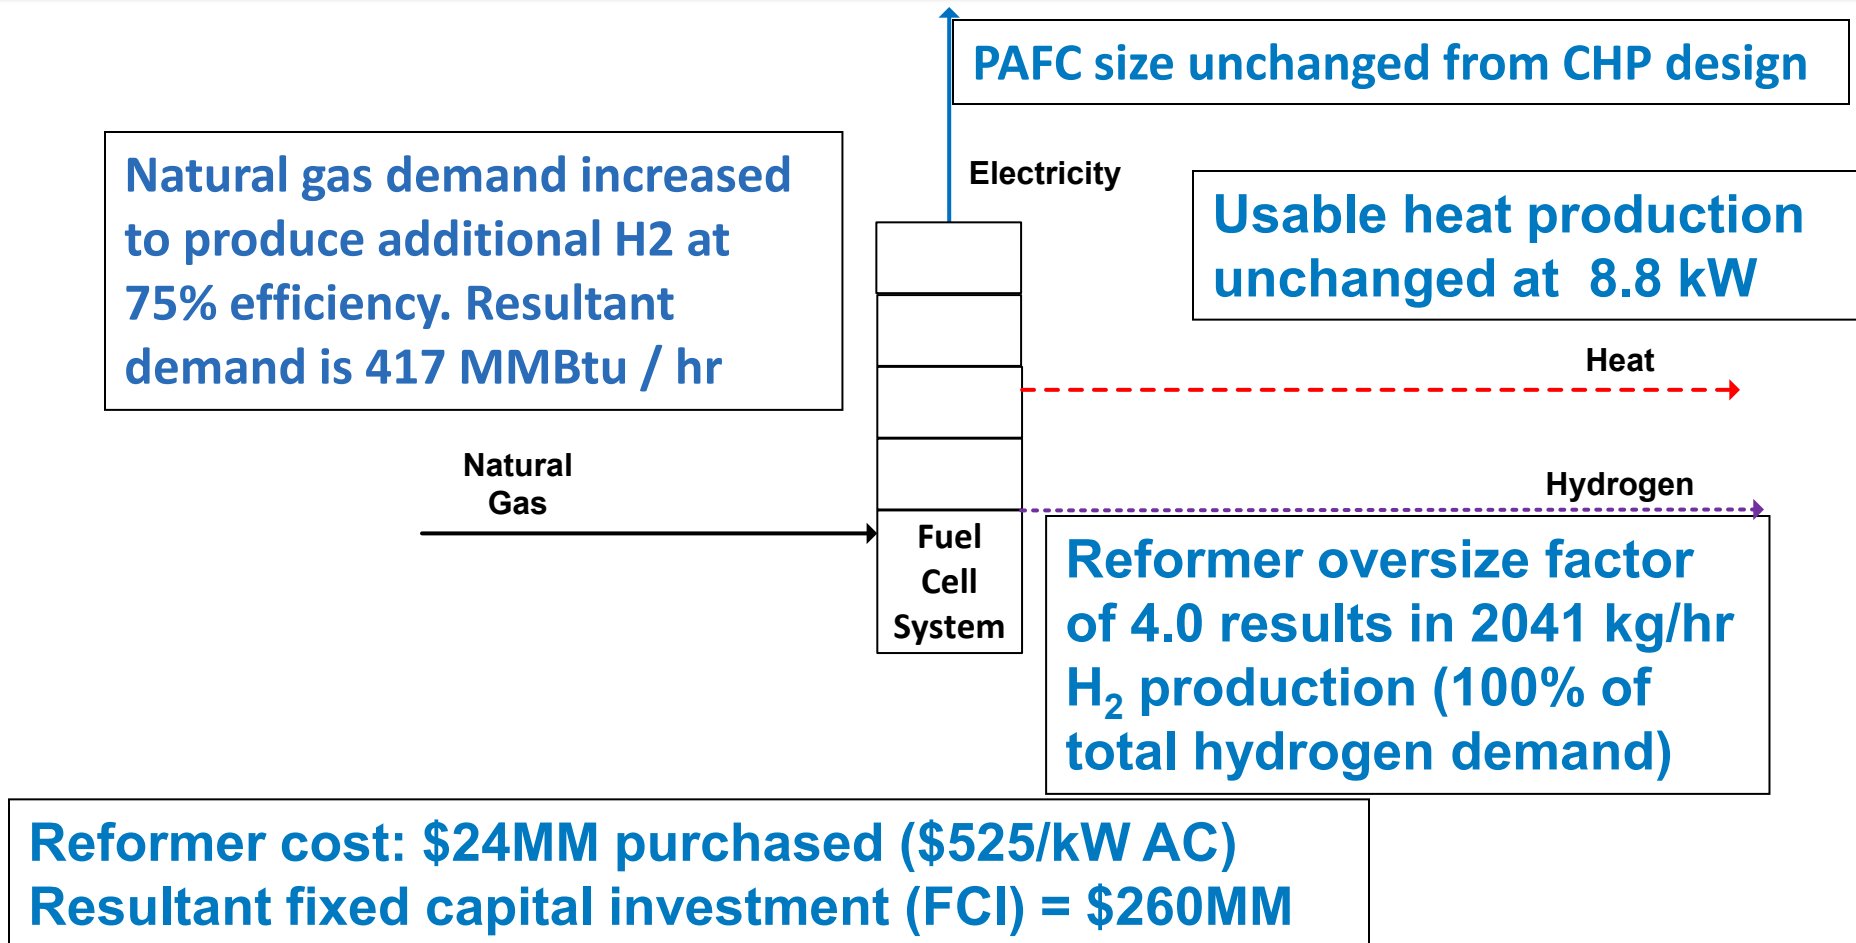 PAFC size unchanged from CHP design
Natural gas demand increased
to produce additional H2 at
75% efficiency. Resultant
demand is 417 MMBtu / hr
Electricity
Usable heat production
unchanged at 8.8 kW
Heat
Natural
Gas
Hydrogen
Fuel
Cell
System
Reformer oversize factor
of 4.0 results in 2041 kg/hr
H₂ production (100% of
total hydrogen demand)
Reformer cost: $24MM purchased ($525/kW AC)
Resultant fixed capital investment (FCI) = $260MM